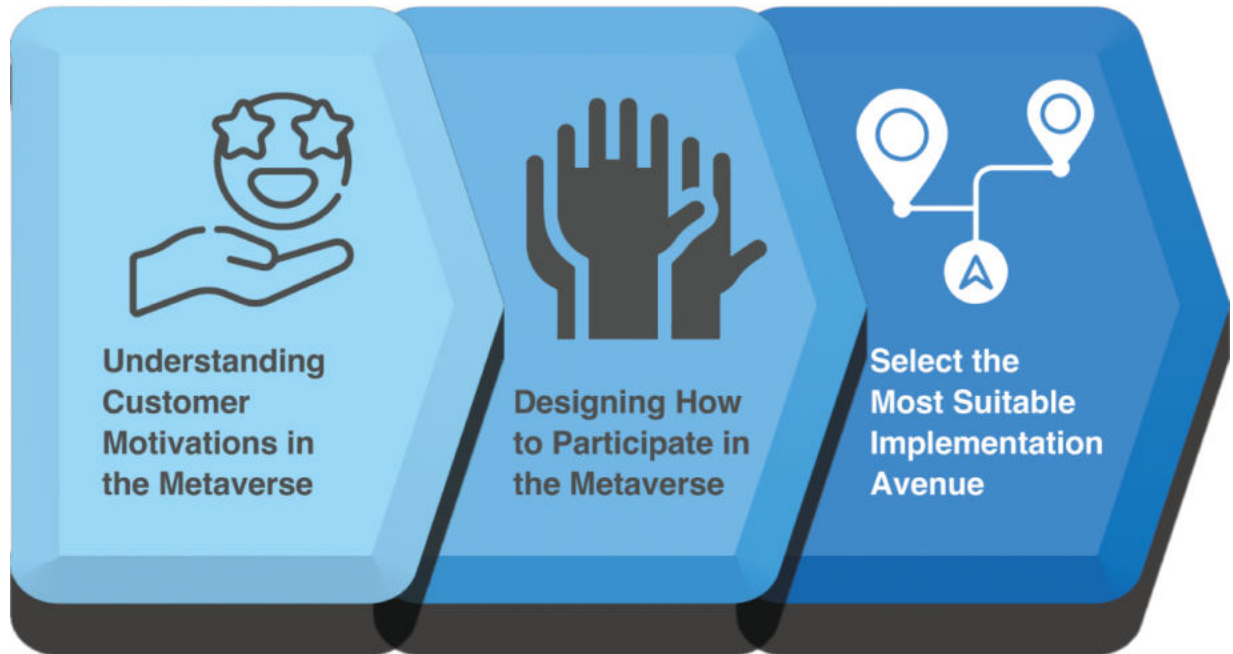 Understanding
Customer
Motivations in
the Metaverse
Designing How
to Participate in
the Metaverse
Select the
Most Suitable
Implementation
Avenue